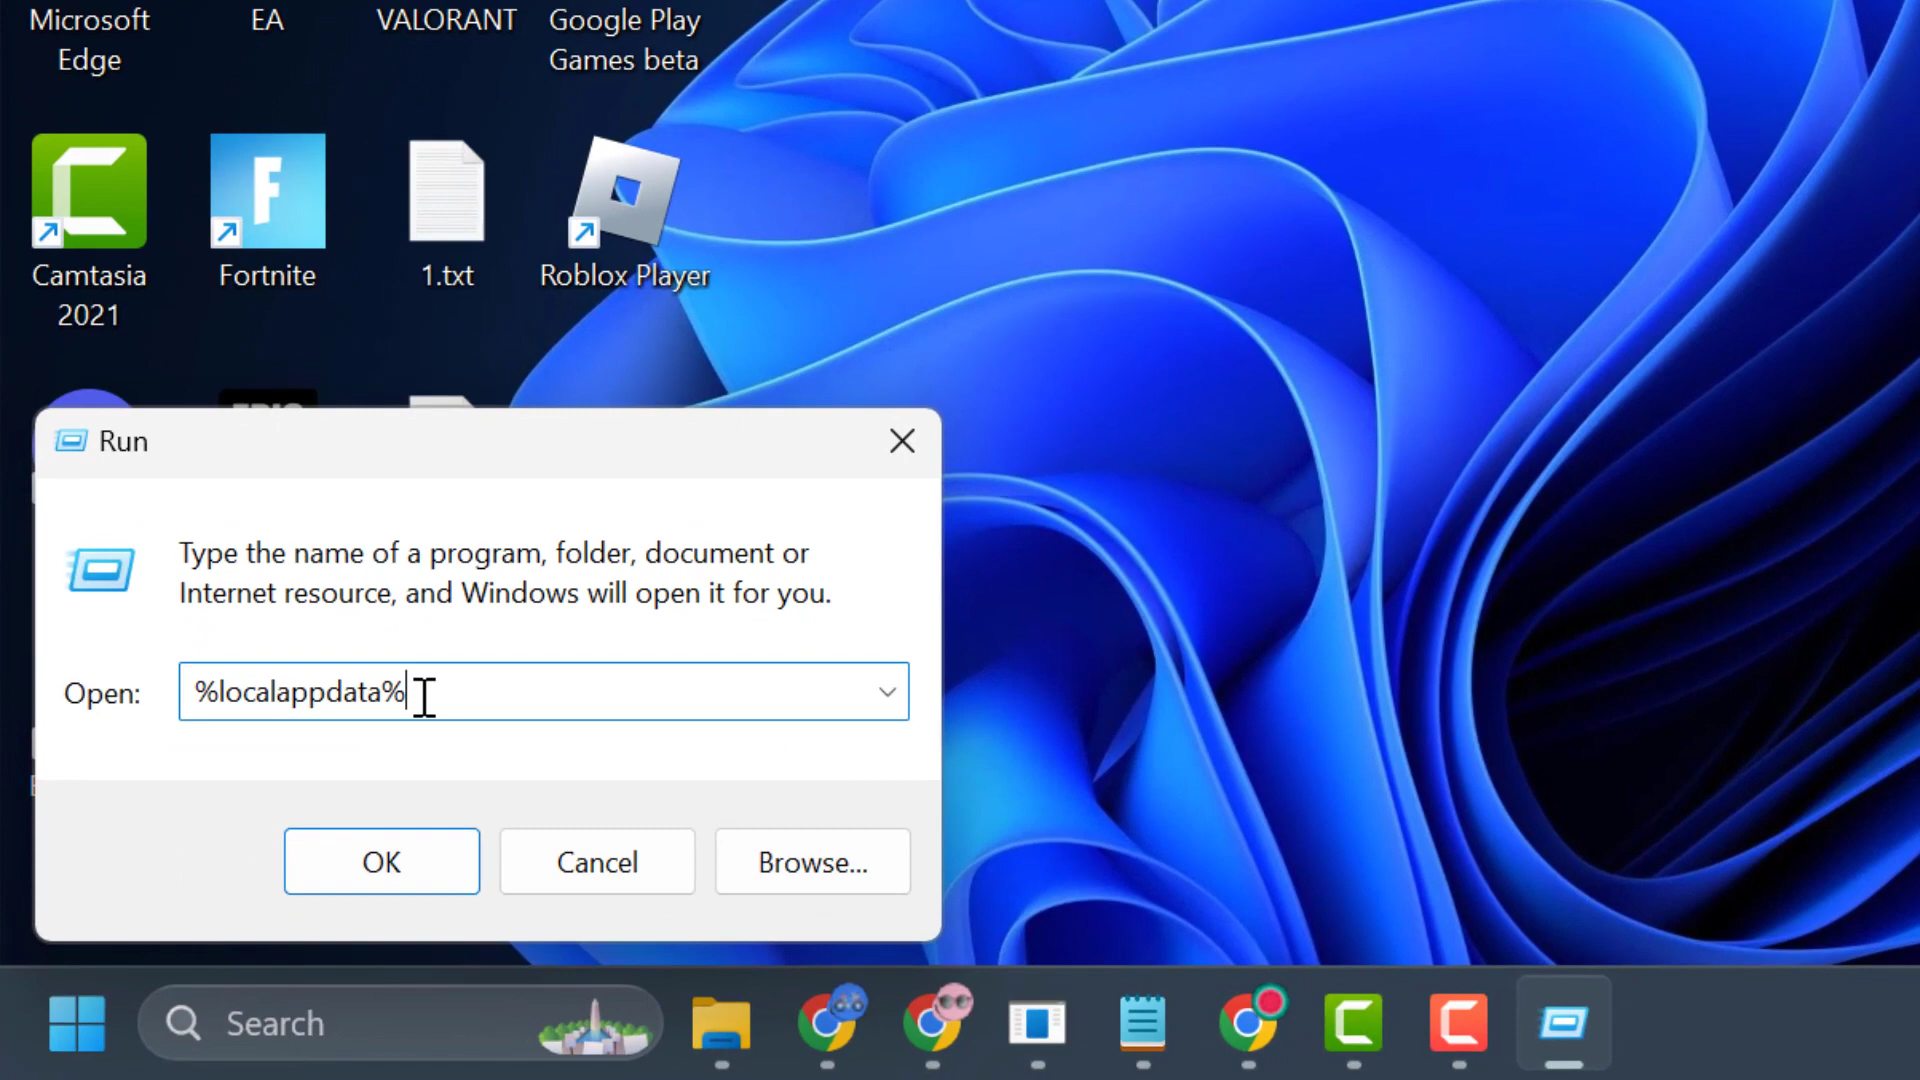 Microsoft
Edge
EA
VALORANT
Google Play
Games beta
Camtasia
2021
Fortnite
1.txt
Roblox Player
Run
Type the name of a program, folder, document or
Internet resource, and Windows will open it for you.
Open:
%localappdata%
OK
Cancel
Browse...
Search